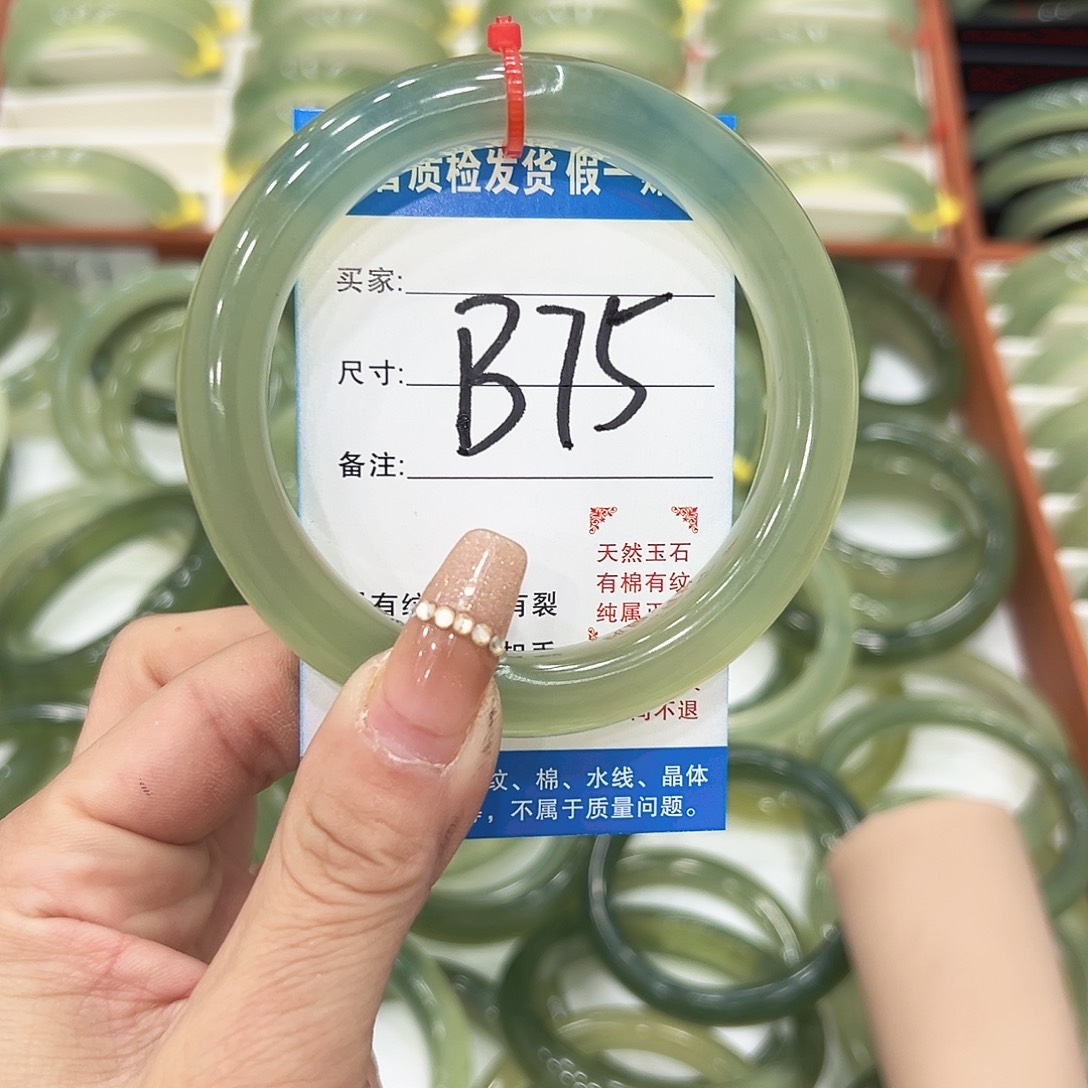 质检发货 假一
买家:
B75
尺寸:
备注:
天然玉石
有棉有纹
纯属正
有纹
有裂
不退
纹、棉、水线、晶体
，不属于质量问题。